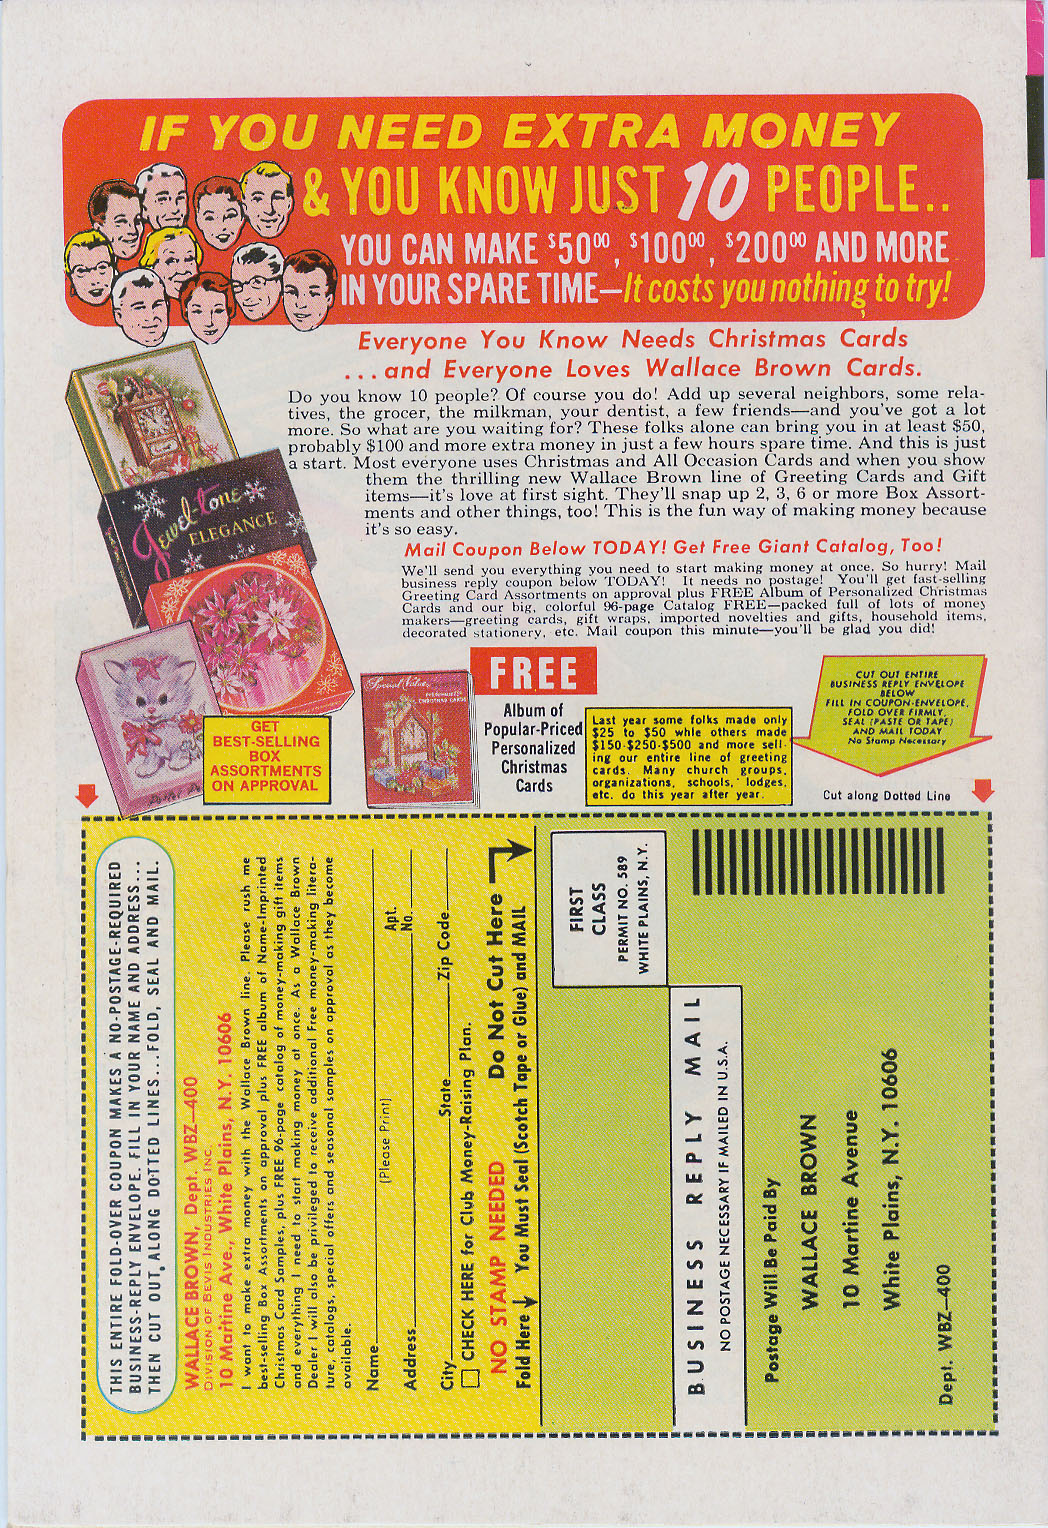 IF YOU NEED EXTRA MONEY
& YOU KNOW JUST 10 PEOPLE..
YOU CAN MAKE $50.00, $100.00, $200.00 AND MORE
IN YOUR SPARE TIME—It costs you nothing to try!
Everyone You Know Needs Christmas Cards
...and Everyone Loves Wallace Brown Cards.
Do you know 10 people? Of course you do! Add up several neighbors, some rela-
tives, the grocer, the milkman, your dentist, a few friends—and you've got a lot
more. So what are you waiting for? These folks alone can bring you in at least $50,
probably $100 and more extra money in just a few hours spare time. And this is just
a start. Most everyone uses Christmas and All Occasion Cards and when you show
them the thrilling new Wallace Brown line of Greeting Cards and Gift
items—it's love at first sight. They'll snap up 2, 3, 6 or more Box Assort-
ments and other things, too! This is the fun way of making money because
it's so easy.
Jewel-tone
ELEGANCE
Mail Coupon Below TODAY! Get Free Giant Catalog, Too!
We'll send you everything you need to start making money at once. So hurry! Mail
business reply coupon below TODAY! It needs no postage! You'll get fast-selling
Greeting Card Assortments on approval plus FREE Album of Personalized Christmas
Cards and our big, colorful 96-page Catalog FREE—packed full of lots of money
makers—greeting cards, gift wraps, imported novelties and gifts, household items,
decorated stationery, etc. Mail coupon this minute—you'll be glad you did!
GET
BEST-SELLING
BOX
ASSORTMENTS
ON APPROVAL
Special Value
PERSONALIZED
CHRISTMAS CARDS
FREE
Album of
Popular-Priced
Personalized
Christmas
Cards
Last year some folks made only
$25 to $50 while others made
$150-$250-$500 and more sell-
ing our entire line of greeting
cards. Many church groups,
organizations, schools, lodges,
etc. do this year after year.
CUT OUT ENTIRE
BUSINESS REPLY ENVELOPE
BELOW
FILL IN COUPON-ENVELOPE,
FOLD OVER FIRMLY,
SEAL (PASTE OR TAPE)
AND MAIL TODAY
No Stamp Necessary
Cut along Dotted Line
THIS ENTIRE FOLD-OVER COUPON MAKES A NO-POSTAGE-REQUIRED
BUSINESS-REPLY ENVELOPE. FILL IN YOUR NAME AND ADDRESS...
THEN CUT OUT, ALONG DOTTED LINES...FOLD, SEAL AND MAIL.
WALLACE BROWN, Dept. WBZ—400
DIVISION OF BEVIS INDUSTRIES INC.
10 Martine Ave., White Plains, N.Y. 10606
I want to make extra money with the Wallace Brown line. Please rush me
best-selling Box Assortments on approval plus FREE album of Name-Imprinted
Christmas Card Samples, plus FREE 96-page catalog of money-making gift items
and everything I need to start making money at once. As a Wallace Brown
Dealer I will also be privileged to receive additional Free money-making litera-
ture, catalogs, special offers and seasonal samples on approval as they become
available.
Name
(Please Print)
Address
Apt. No.
City State Zip Code
CHECK HERE for Club Money-Raising Plan.
NO STAMP NEEDED Do Not Cut Here
Fold Here You Must Seal (Scotch Tape or Glue) and MAIL
FIRST
CLASS
PERMIT NO. 589
WHITE PLAINS, N.Y.
BUSINESS REPLY MAIL
NO POSTAGE NECESSARY IF MAILED IN U.S.A.
Postage Will Be Paid By
WALLACE BROWN
10 Martine Avenue
White Plains, N.Y. 10606
Dept. WBZ—400